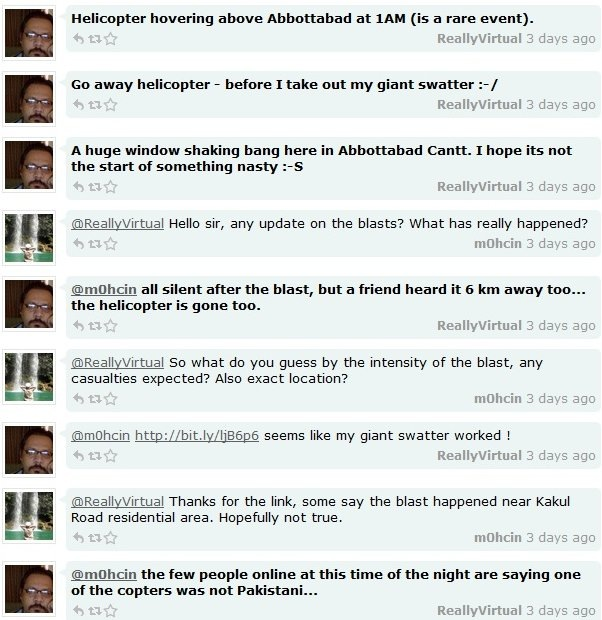 Helicopter hovering above Abbottabad at 1AM (is a rare event).
ReallyVirtual 3 days ago
Go away helicopter - before I take out my giant swatter :-/
ReallyVirtual 3 days ago
A huge window shaking bang here in Abbottabad Cantt. I hope its not
the start of something nasty :-S
ReallyVirtual 3 days ago
@ReallyVirtual Hello sir, any update on the blasts? What has really happened?
m0hcin 3 days ago
@m0hcin all silent after the blast, but a friend heard it 6 km away too...
the helicopter is gone too.
ReallyVirtual 3 days ago
@ReallyVirtual So what do you guess by the intensity of the blast, any
casualties expected? Also exact location?
m0hcin 3 days ago
@m0hcin http://bit.ly/ljB6p6 seems like my giant swatter worked !
ReallyVirtual 3 days ago
@ReallyVirtual Thanks for the link, some say the blast happened near Kakul
Road residential area. Hopefully not true.
m0hcin 3 days ago
@m0hcin the few people online at this time of the night are saying one
of the copters was not Pakistani...
ReallyVirtual 3 days ago